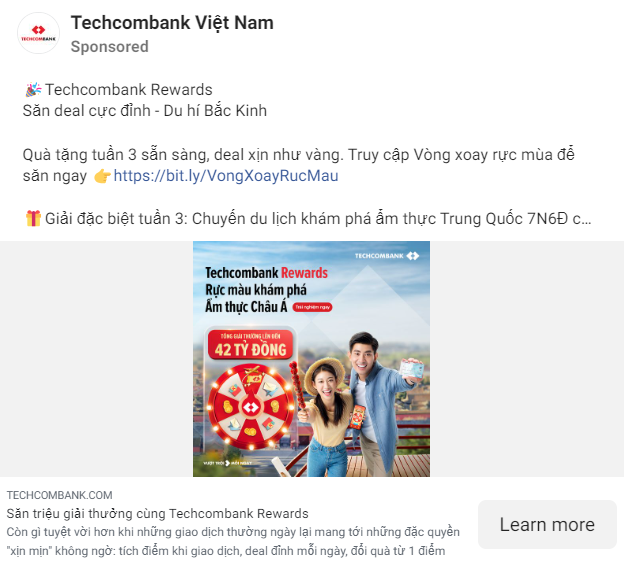 Techcombank Việt Nam
TECHCOMBANK
Sponsored
🎉Techcombank Rewards
Săn deal cực đỉnh - Du hí Bắc Kinh
Quà tặng tuần 3 sẵn sàng, deal xịn như vàng. Truy cập Vòng xoay rực mùa để
săn ngay 👉https://bit.ly/VongXoayRucMau
🎁Giải đặc biệt tuần 3: Chuyến du lịch khám phá ẩm thực Trung Quốc 7N6Đ c...
TECHCOMBANK
Techcombank Rewards
Rực màu khám phá
Ẩm thực Châu Á
Trải nghiệm ngay
TỔNG GIẢI THƯỞNG LÊN ĐẾN
42 TỶ ĐỒNG
VƯỢT TRỘI MỖI NGÀY
TECHCOMBANK.COM
Săn triệu giải thưởng cùng Techcombank Rewards
Còn gì tuyệt vời hơn khi những giao dịch thường ngày lại mang tới những đặc quyền
"xịn mịn" không ngờ: tích điểm khi giao dịch, deal đỉnh mỗi ngày, đổi quà từ 1 điểm
Learn more